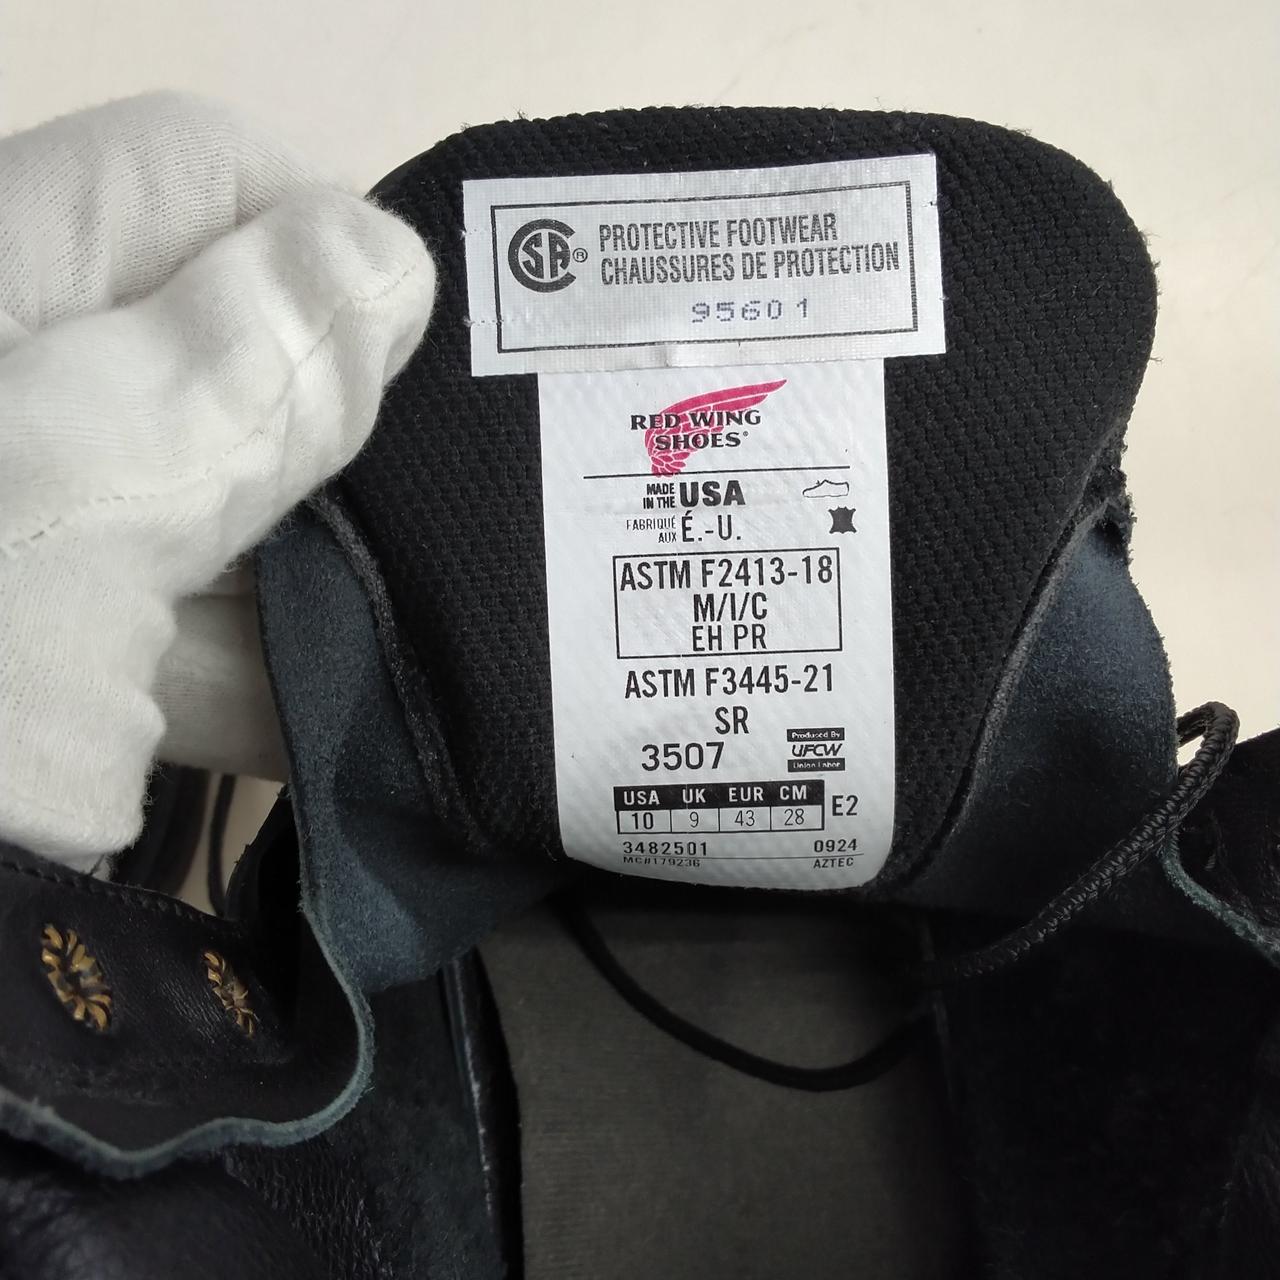 CSA® PROTECTIVE FOOTWEAR
CHAUSSURES DE PROTECTION
95601
RED WING
SHOES®
MADE IN THE USA
FABRIQUÉ AUX É.-U.
ASTM F2413-18
M/I/C
EH PR
ASTM F3445-21
SR
3507
Produced By
UFCW
Union Labor
USA UK EUR CM
10 9 43 28 E2
3482501 0924
MC#179236 AZTEC